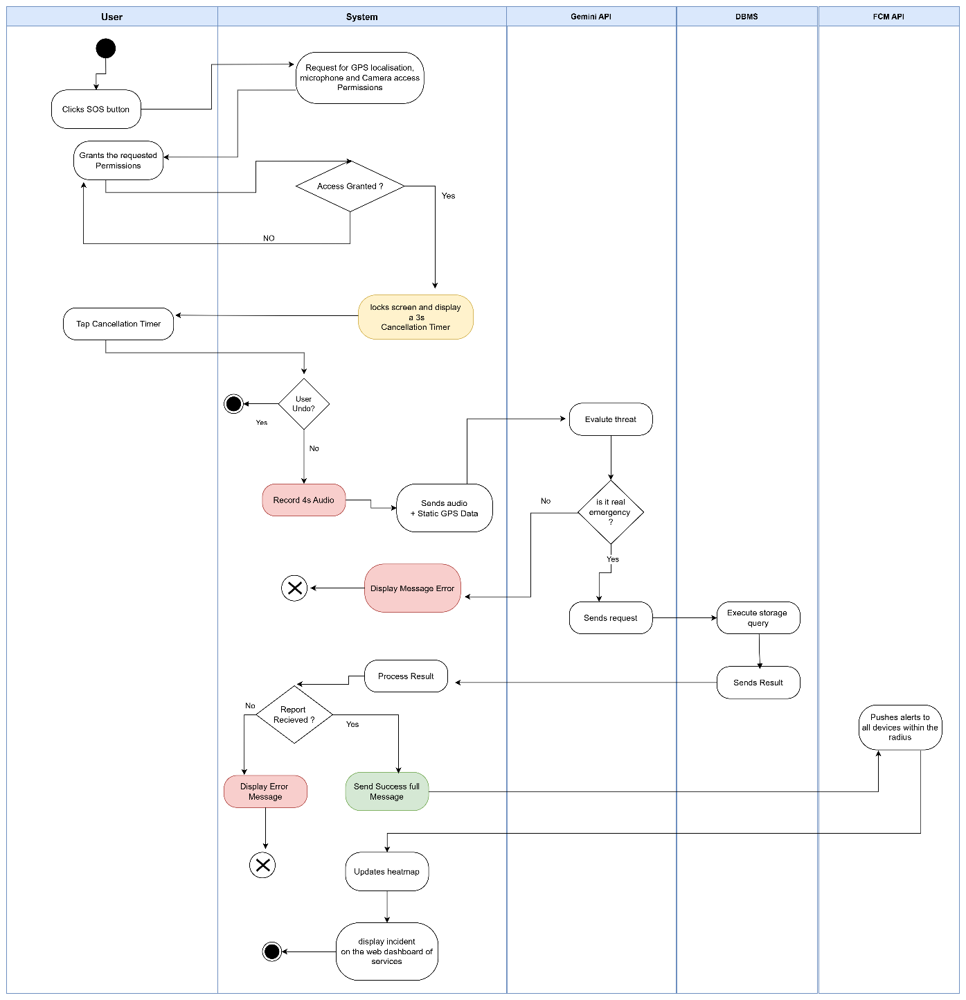 User
System
Gemini API
DBMS
FCM API
Request for GPS localisation,
microphone and Camera access
Permissions
Clicks SOS button
Grants the requested
Permissions
Access Granted ?
Yes
NO
locks screen and display
a 3s
Cancellation Timer
Tap Cancellation Timer
User
Undo?
Yes
No
Evalute threat
Record 4s Audio
Sends audio
+ Static GPS Data
is it real
emergency
?
No
Yes
Display Message Error
Sends request
Execute storage
query
Process Result
Sends Result
Report
Recieved ?
No
Yes
Pushes alerts to
all devices within the
radius
Display Error
Message
Send Success full
Message
Updates heatmap
display incident
on the web dashboard of
services